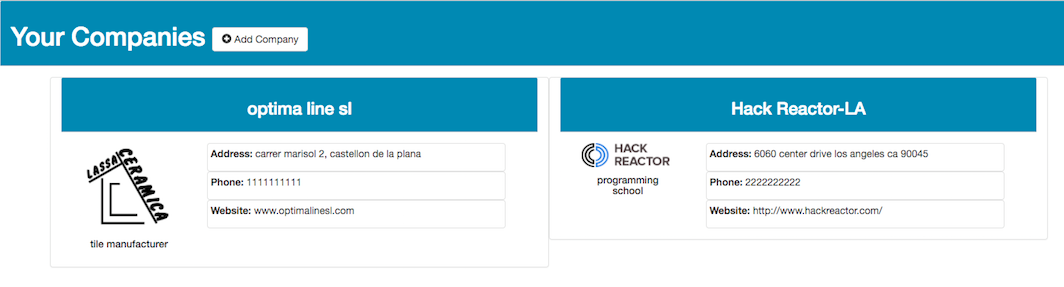 Your Companies Add Company
optima line sl
LASSA
CERAMICA
tile manufacturer
Address: carrer marisol 2, castellon de la plana
Phone: 1111111111
Website: www.optimalinesl.com
Hack Reactor-LA
HACK
REACTOR
programming
school
Address: 6060 center drive los angeles ca 90045
Phone: 2222222222
Website: http://www.hackreactor.com/